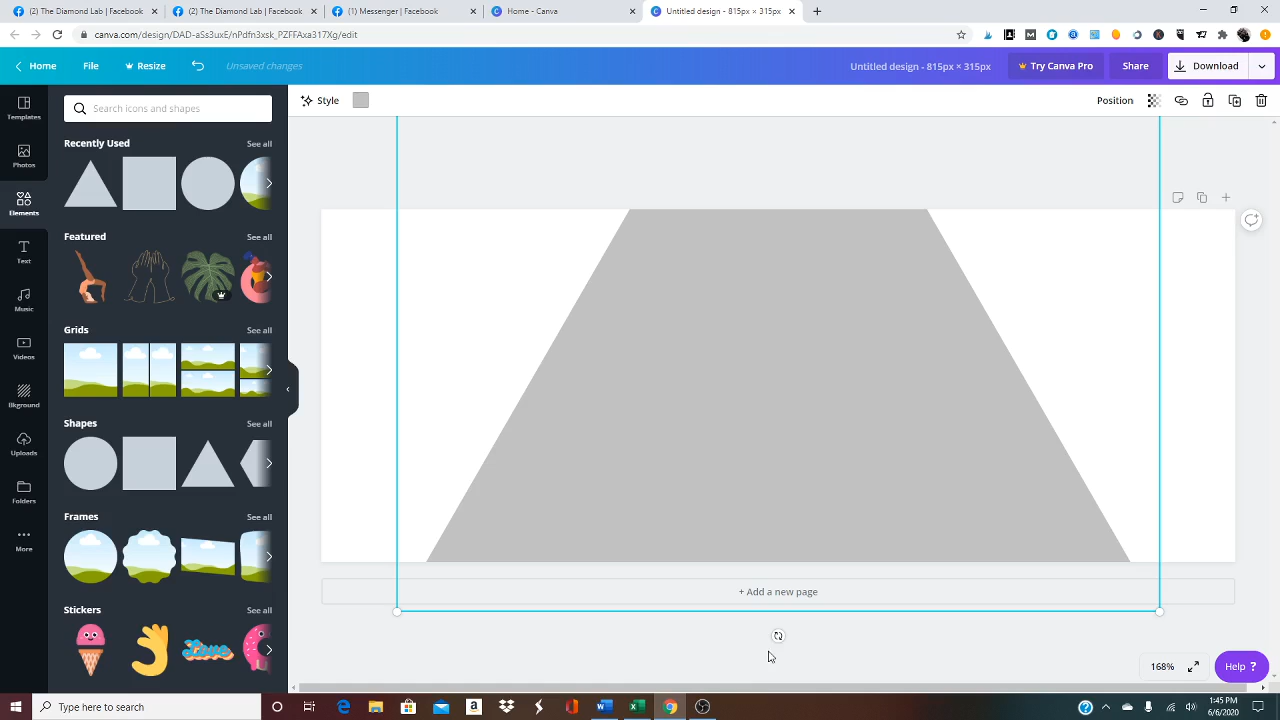 (2) The Diamond Lab | Facebook
(2) The Diamond Lab | Facebook
(1) Messenger | Facebook
Home - Canva
Untitled design - 815px × 315px
canva.com/design/DAD-aSs3uxE/nPdfn3xsk_PZFFAxa317Xg/edit
Home
File
Resize
Unsaved changes
Untitled design - 815px × 315px
Try Canva Pro
Share
Download
Templates
Photos
Elements
Text
Music
Videos
Bkground
Uploads
Folders
More
Search icons and shapes
Recently Used
See all
Featured
See all
Grids
See all
Shapes
See all
Frames
See all
Stickers
See all
Love
Style
Position
+ Add a new page
168%
Help ?
Type here to search
1:45 PM
6/6/2020